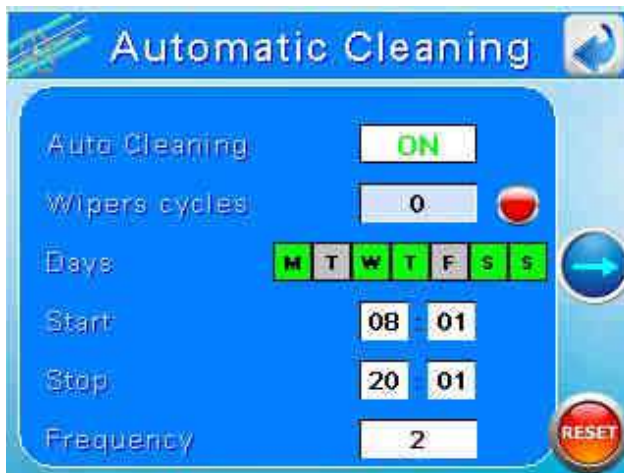 Automatic Cleaning
Auto Cleaning ON
Wipers cycles 0
Days M T W T F S S
Start 08 : 01
Stop 20 : 01
Frequency 2
RESET